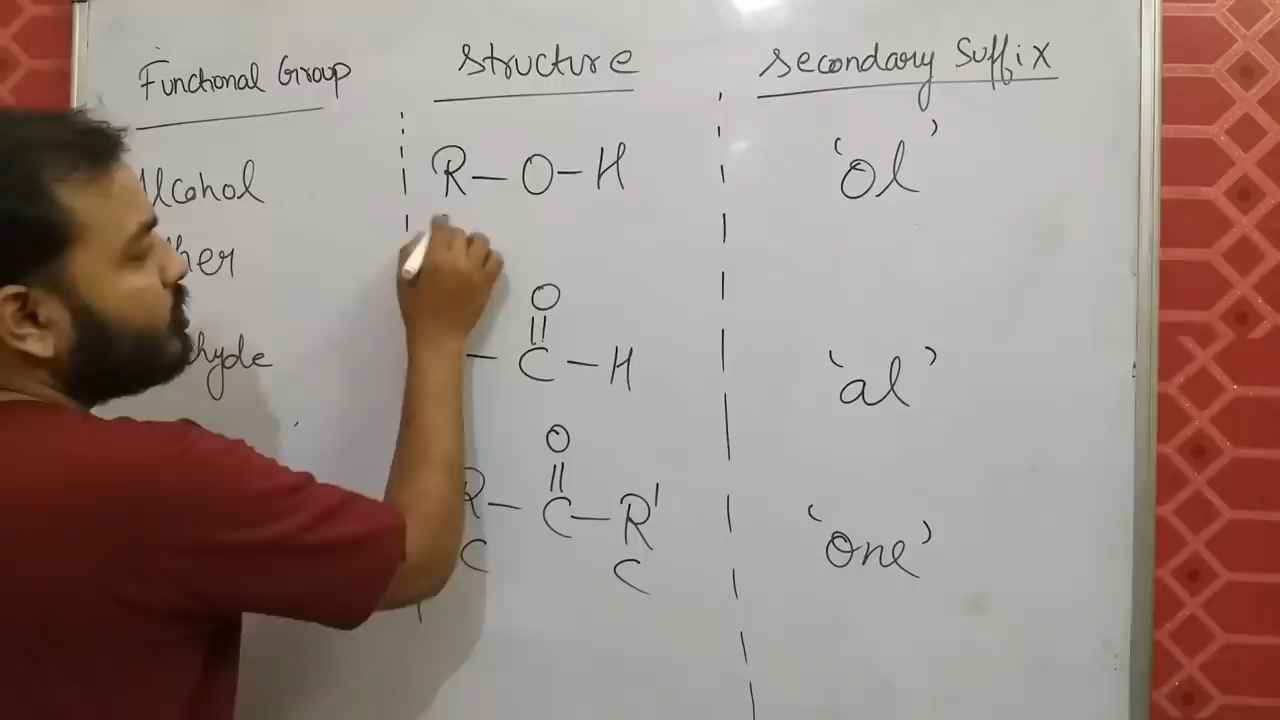 Functional Group structure secondary suffix
lcohol R-O-H 'ol'
her
O
||
hyde -C-H 'al'
O
||
R-C-R' 'one'
C C